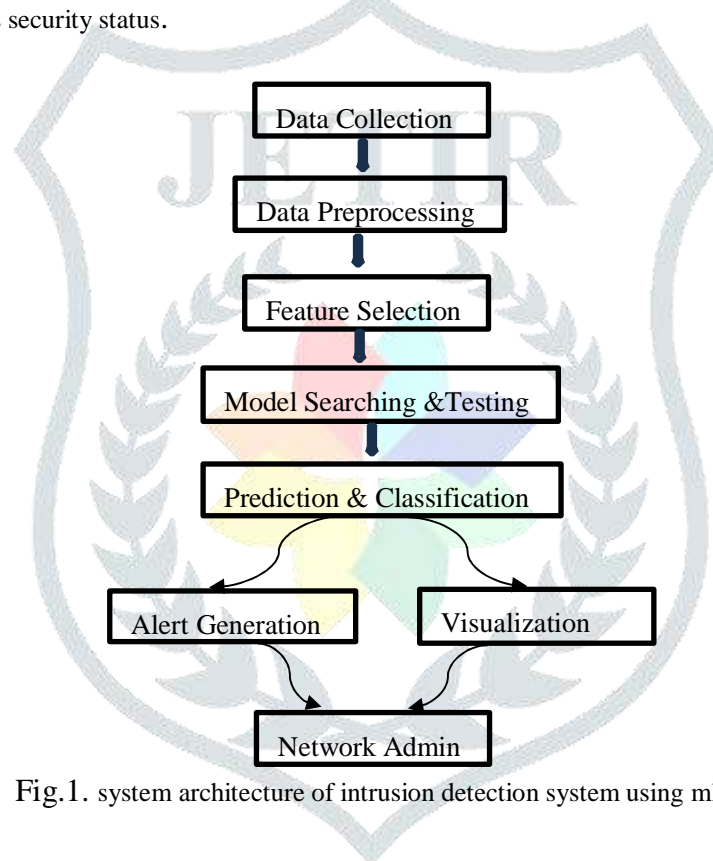 security status.
JETIR
Data Collection
Data Preprocessing
Feature Selection
Model Searching &Testing
Prediction & Classification
Alert Generation
Visualization
Network Admin
Fig.1. system architecture of intrusion detection system using m